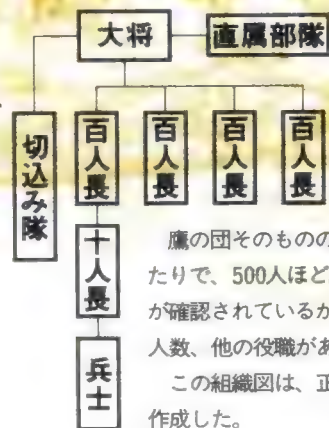 大将
直属部隊
切込み隊
百人長
百人長
百人長
百人長
十人長
兵士
鷹の団そのものの
たりで、500人ほど
が確認されているが
人数、他の役職があ
この組織図は、正
作成した。